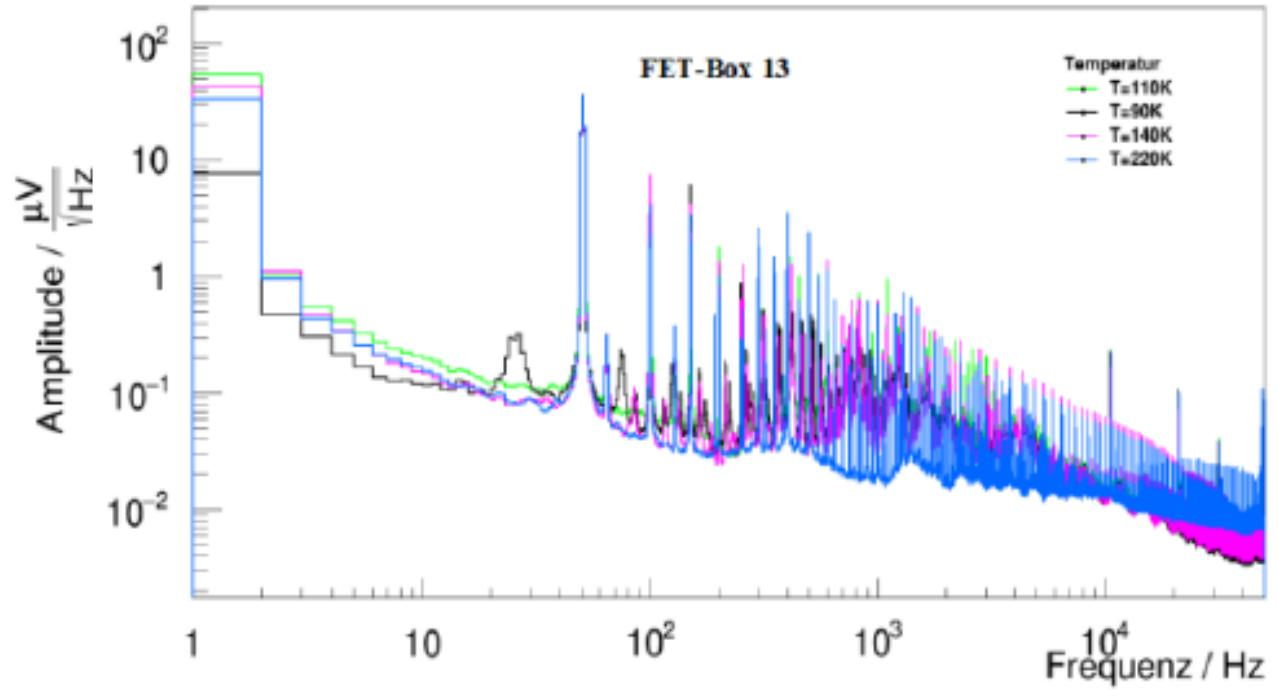 FET-Box 13
Temperatur
T=110K
T=90K
T=140K
T=220K
Amplitude / µV/√Hz
10²
10
1
10⁻¹
10⁻²
1
10
10²
10³
10⁴
Frequenz / Hz